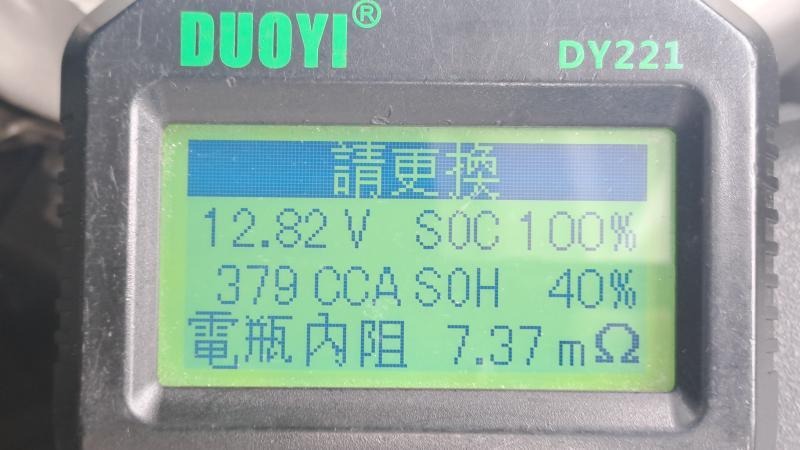 DUOYI®
DY221
請更換
12.82 V SOC 100%
379 CCA SOH 40%
電瓶內阻 7.37 mΩ